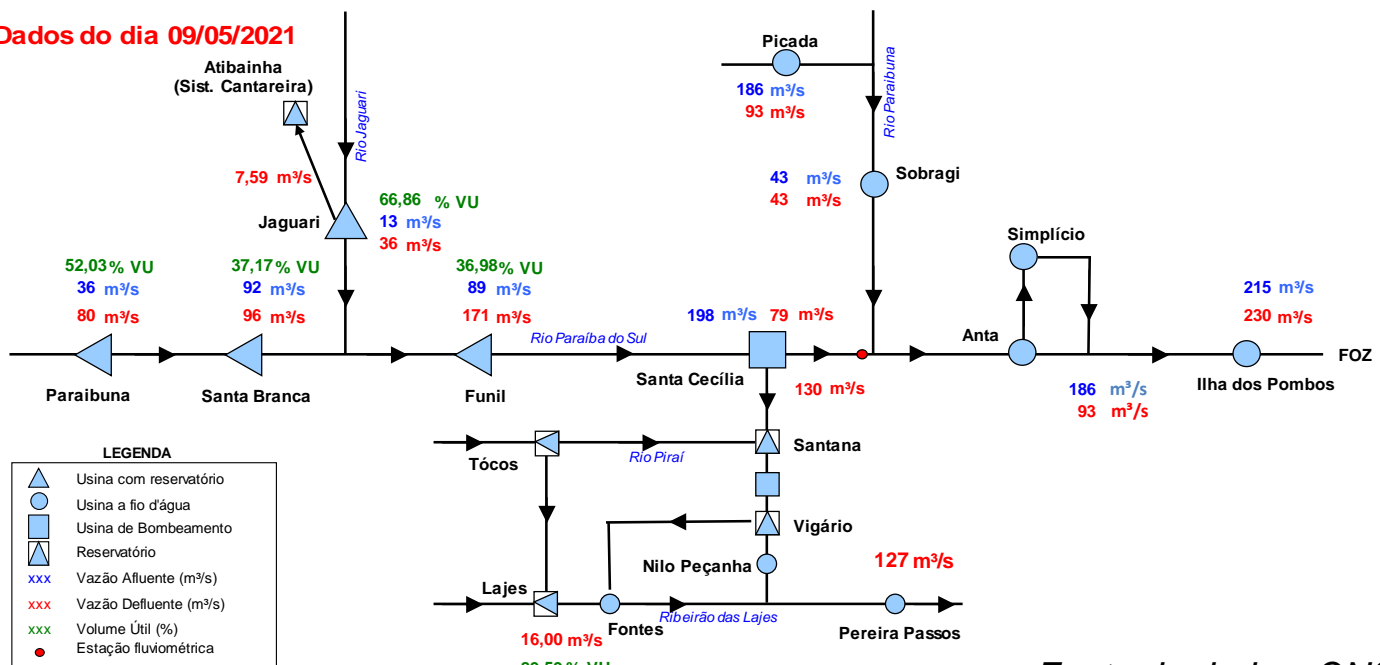 Dados do dia 09/05/2021
Atibainha
(Sist. Cantareira)
Rio Jaguari
7,59 m³/s
Jaguari
66,86 % VU
13 m³/s
36 m³/s
Picada
186 m³/s
93 m³/s
Rio Paraibuna
43 m³/s
43 m³/s
Sobragi
52,03% VU
36 m³/s
80 m³/s
Paraibuna
37,17% VU
92 m³/s
96 m³/s
Santa Branca
36,98% VU
89 m³/s
171 m³/s
Funil
Rio Paraíba do Sul
198 m³/s 79 m³/s
Santa Cecília
130 m³/s
Simplício
Anta
186 m³/s
93 m³/s
215 m³/s
230 m³/s
Ilha dos Pombos
FOZ
Tócos
Rio Piraí
Santana
Vigário
Nilo Peçanha
127 m³/s
Lajes
Fontes
Ribeirão das Lajes
Pereira Passos
16,00 m³/s
LEGENDA
Usina com reservatório
Usina a fio d'água
Usina de Bombeamento
Reservatório
xxx Vazão Afluente (m³/s)
xxx Vazão Defluente (m³/s)
xxx Volume Útil (%)
Estação fluviométrica